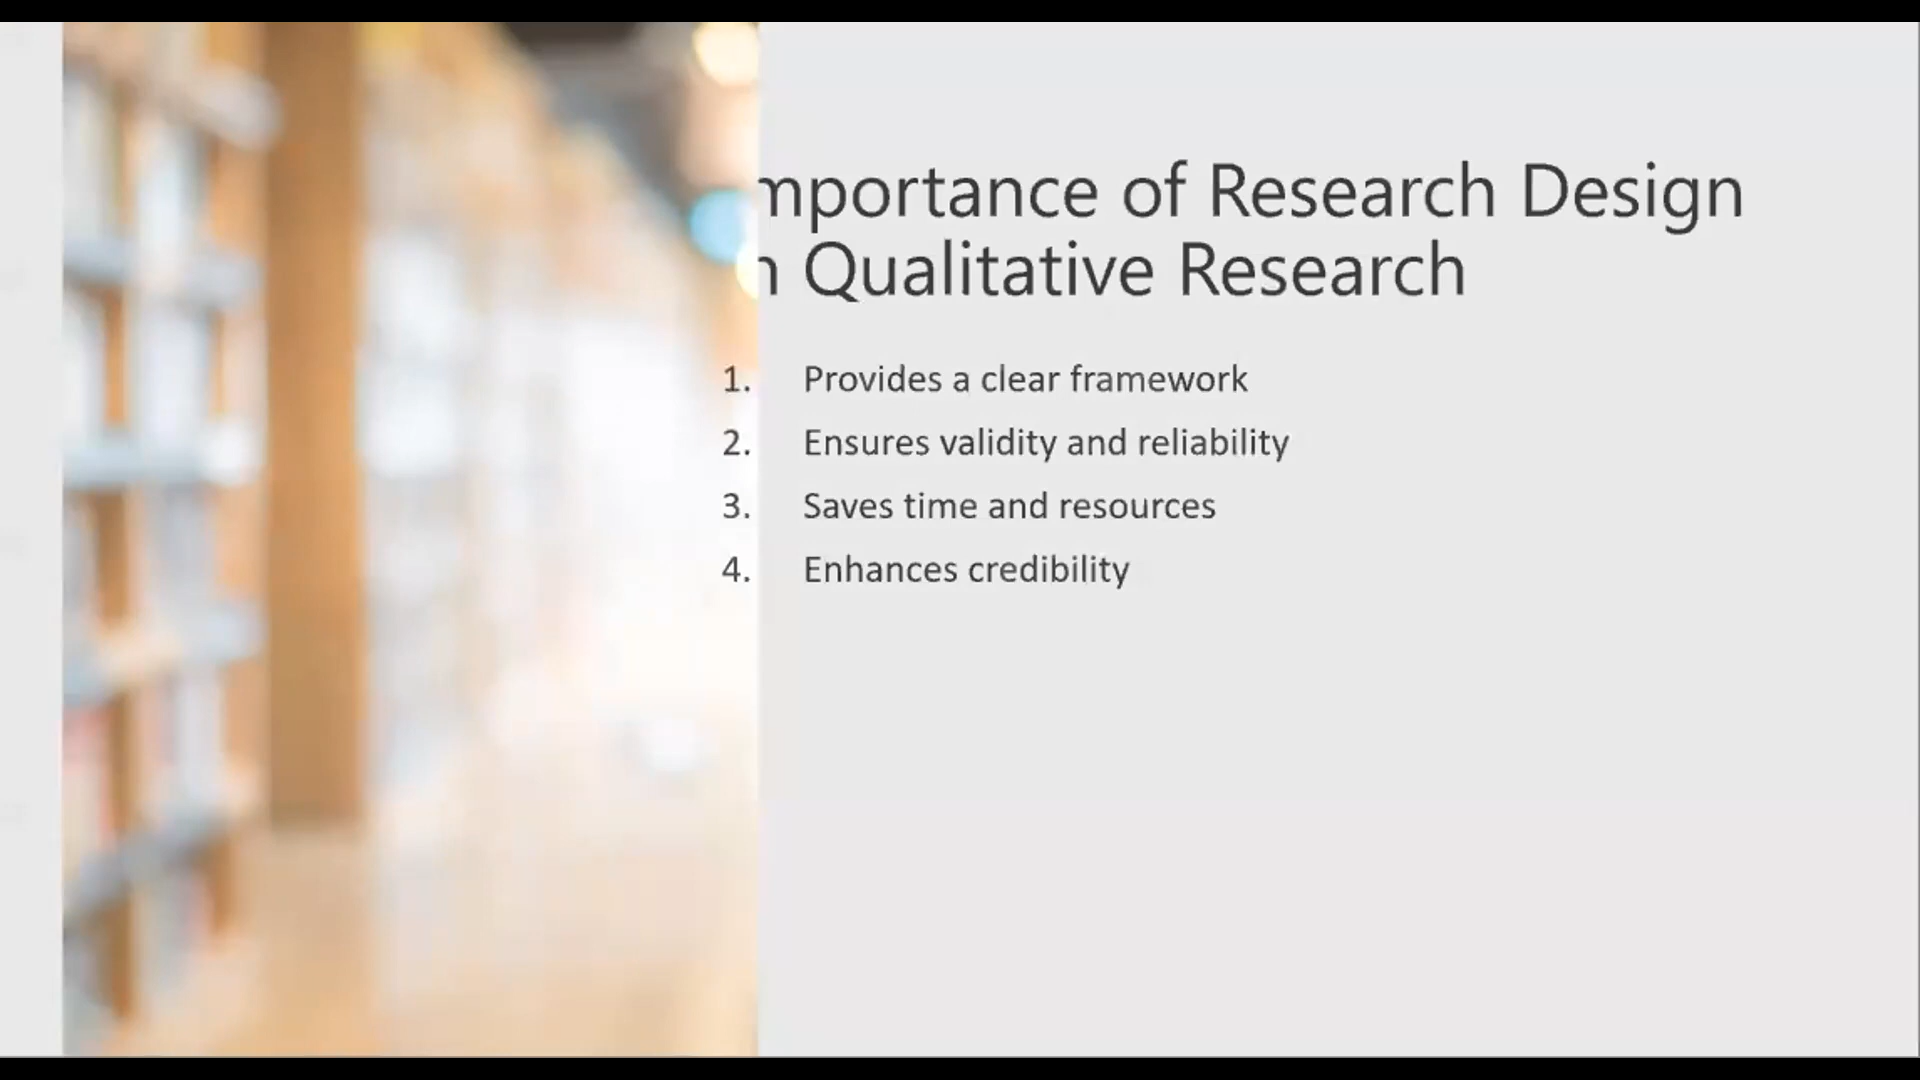 mportance of Research Design
n Qualitative Research
1. Provides a clear framework
2. Ensures validity and reliability
3. Saves time and resources
4. Enhances credibility